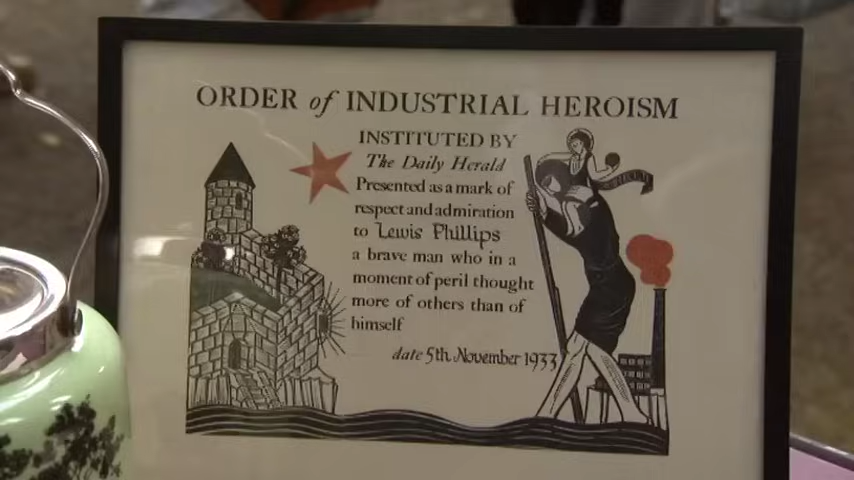 ORDER of INDUSTRIAL HEROISM
INSTITUTED BY
The Daily Herald
Presented as a mark of
respect and admiration
to Lewis Phillips
a brave man who in a
moment of peril thought
more of others than of
himself
date 5th November 1933